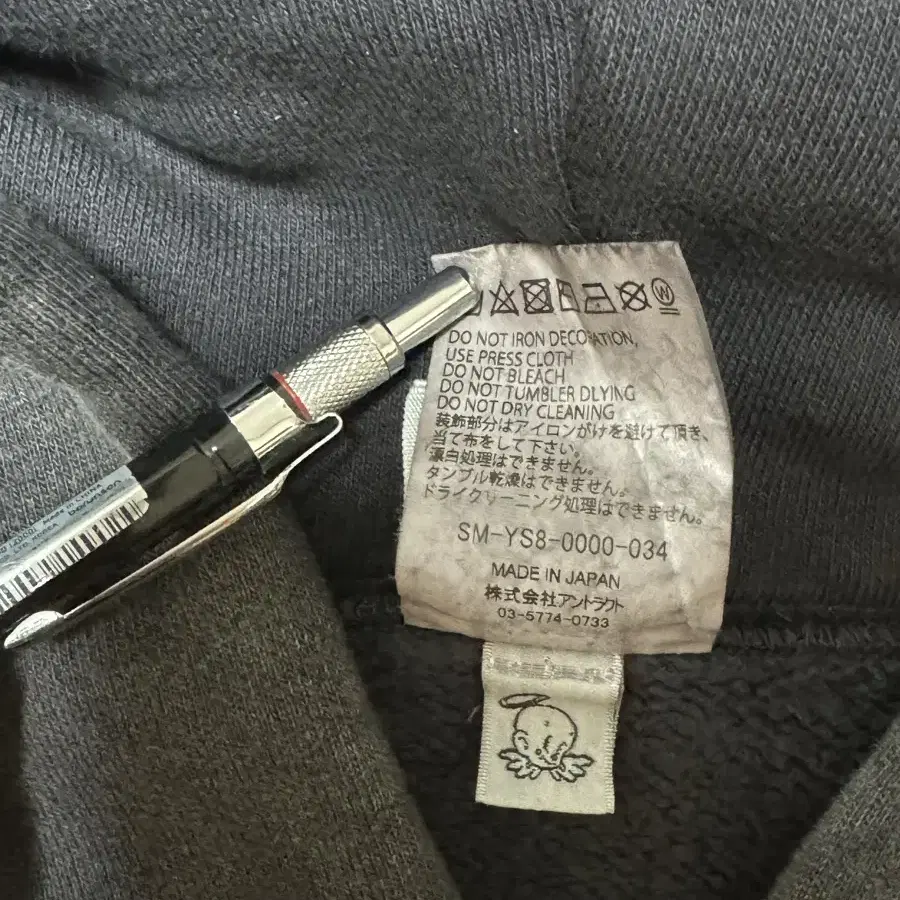 W
DO NOT IRON DECORATION,
USE PRESS CLOTH
DO NOT BLEACH
DO NOT TUMBLER DLYING
DO NOT DRY CLEANING
装飾部分はアイロンがけを避けて頂き、
当て布をして下さい。
漂白処理はできません。
タンブル乾燥はできません。
ドライクリーニング処理はできません。
SM-YS8-0000-034
MADE IN JAPAN
株式会社アントラクト
03-5774-0733